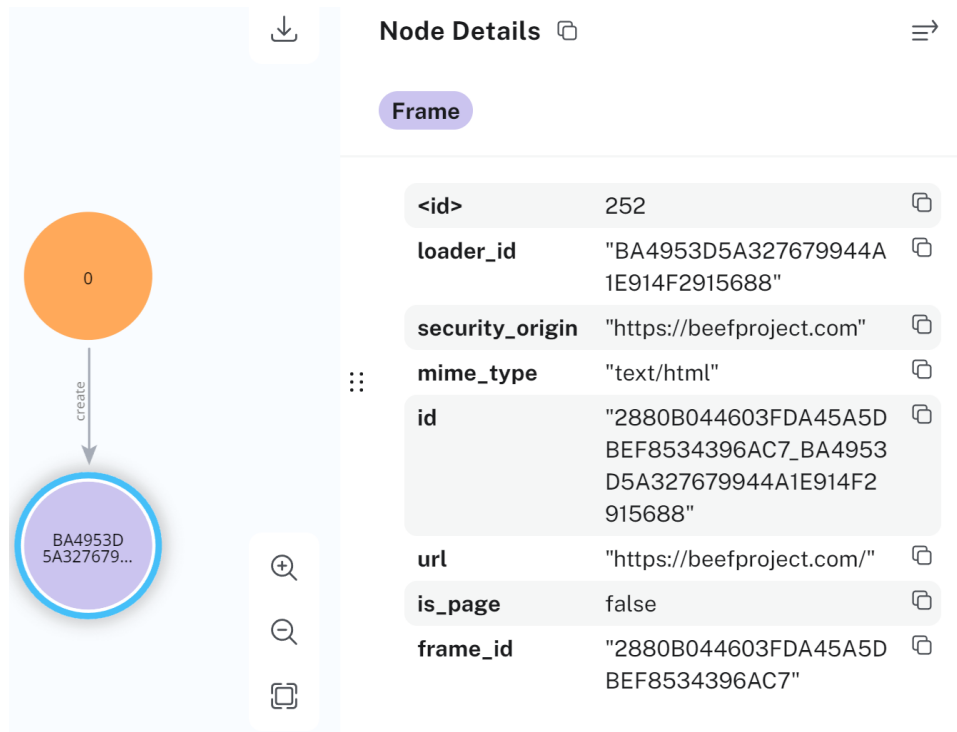 Node Details
Frame
0
create
BA4953D
5A327679...
<id> 252
loader_id "BA4953D5A327679944A
1E914F2915688"
security_origin "https://beefproject.com"
mime_type "text/html"
id "2880B044603FDA45A5D
BEF8534396AC7_BA4953
D5A327679944A1E914F2
915688"
url "https://beefproject.com/"
is_page false
frame_id "2880B044603FDA45A5D
BEF8534396AC7"